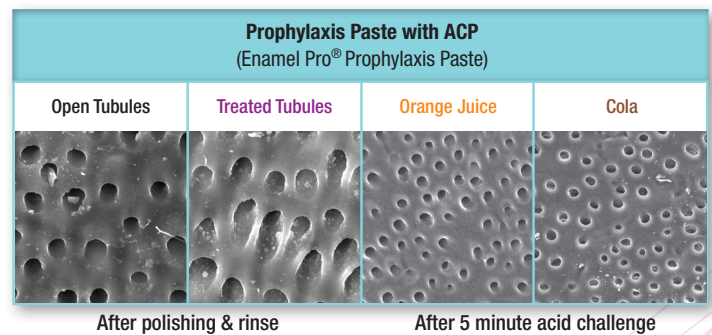 Prophylaxis Paste with ACP
(Enamel Pro® Prophylaxis Paste)
Open Tubules
Treated Tubules
Orange Juice
Cola
After polishing & rinse
After 5 minute acid challenge